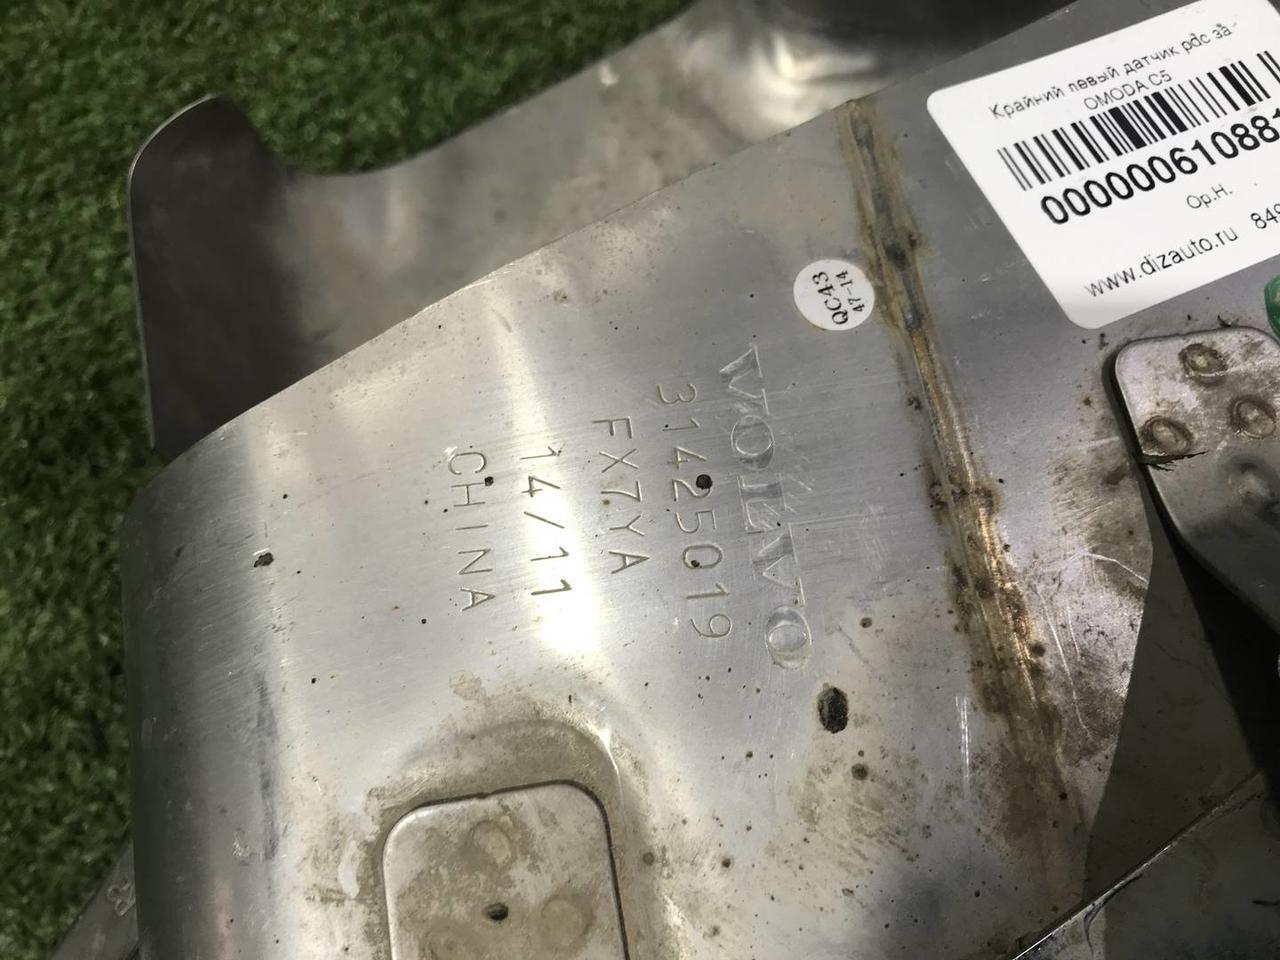 Крайний левый датчик pdc за
OMODA C5
00000061088
Ор.Н.
www.dizauto.ru
QC43
47-14
VOLVO
31425019
FX7YA
14/11
CHINA